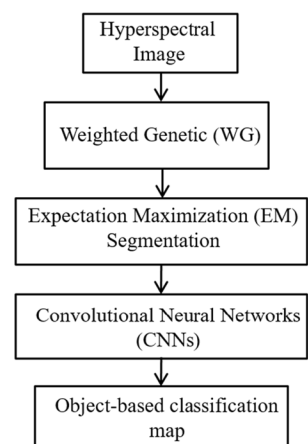 Hyperspectral
Image
Weighted Genetic (WG)
Expectation Maximization (EM)
Segmentation
Convolutional Neural Networks
(CNNs)
Object-based classification
map